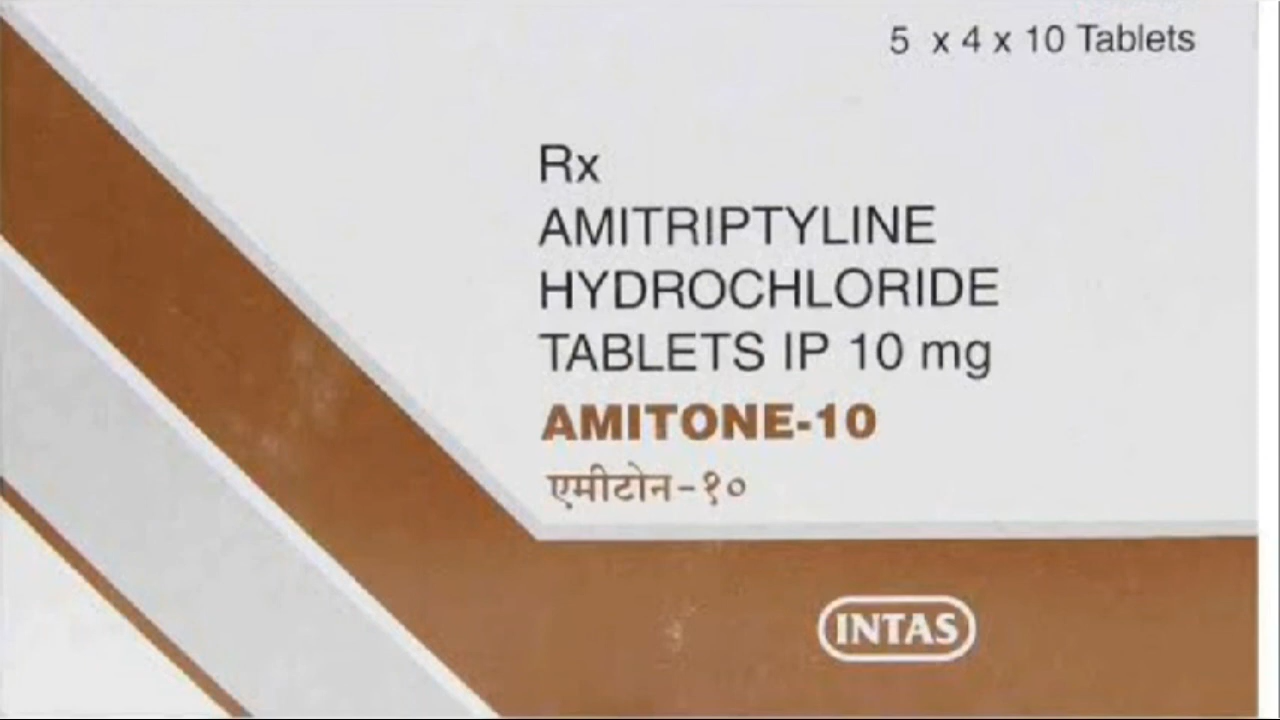 5 x 4 x 10 Tablets
Rx
AMITRIPTYLINE
HYDROCHLORIDE
TABLETS IP 10 mg
AMITONE-10
एमीटोन-१०
INTAS